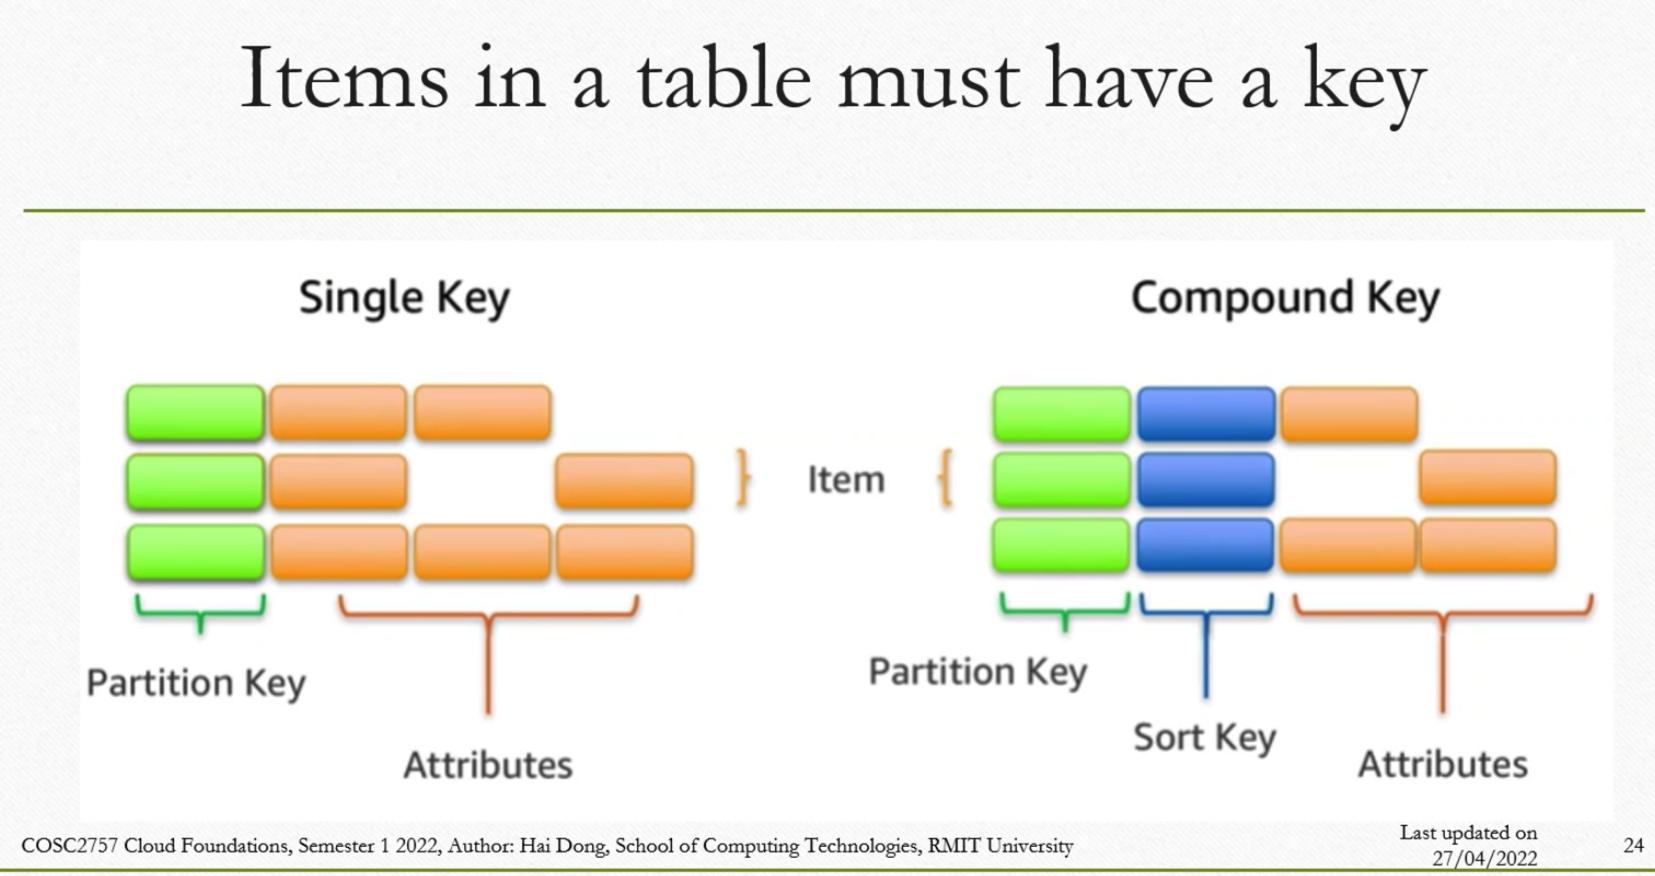 Items in a table must have a key
Single Key
Compound Key
Item
Partition Key
Attributes
Partition Key
Sort Key
Attributes
COSC2757 Cloud Foundations, Semester 1 2022, Author: Hai Dong, School of Computing Technologies, RMIT University
Last updated on
27/04/2022
24